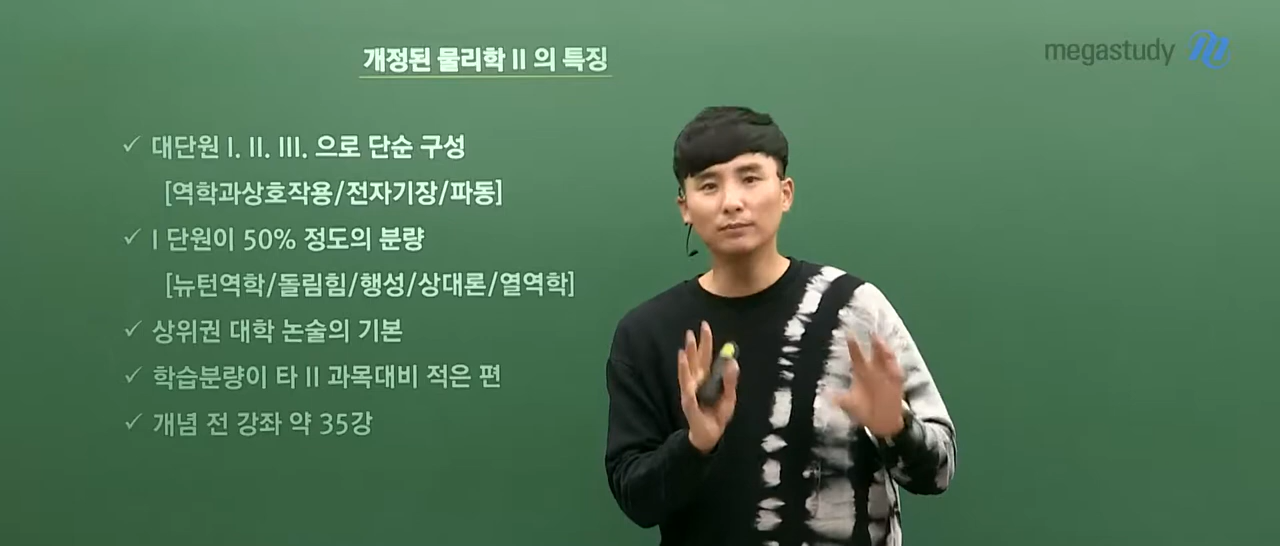 개정된 물리학 II 의 특징
megastudy
✓ 대단원 I. II. III. 으로 단순 구성
[역학과상호작용/전자기장/파동]
✓ I 단원이 50% 정도의 분량
[뉴턴역학/돌림힘/행성/상대론/열역학]
✓ 상위권 대학 논술의 기본
✓ 학습분량이 타 II 과목대비 적은 편
✓ 개념 전 강좌 약 35강